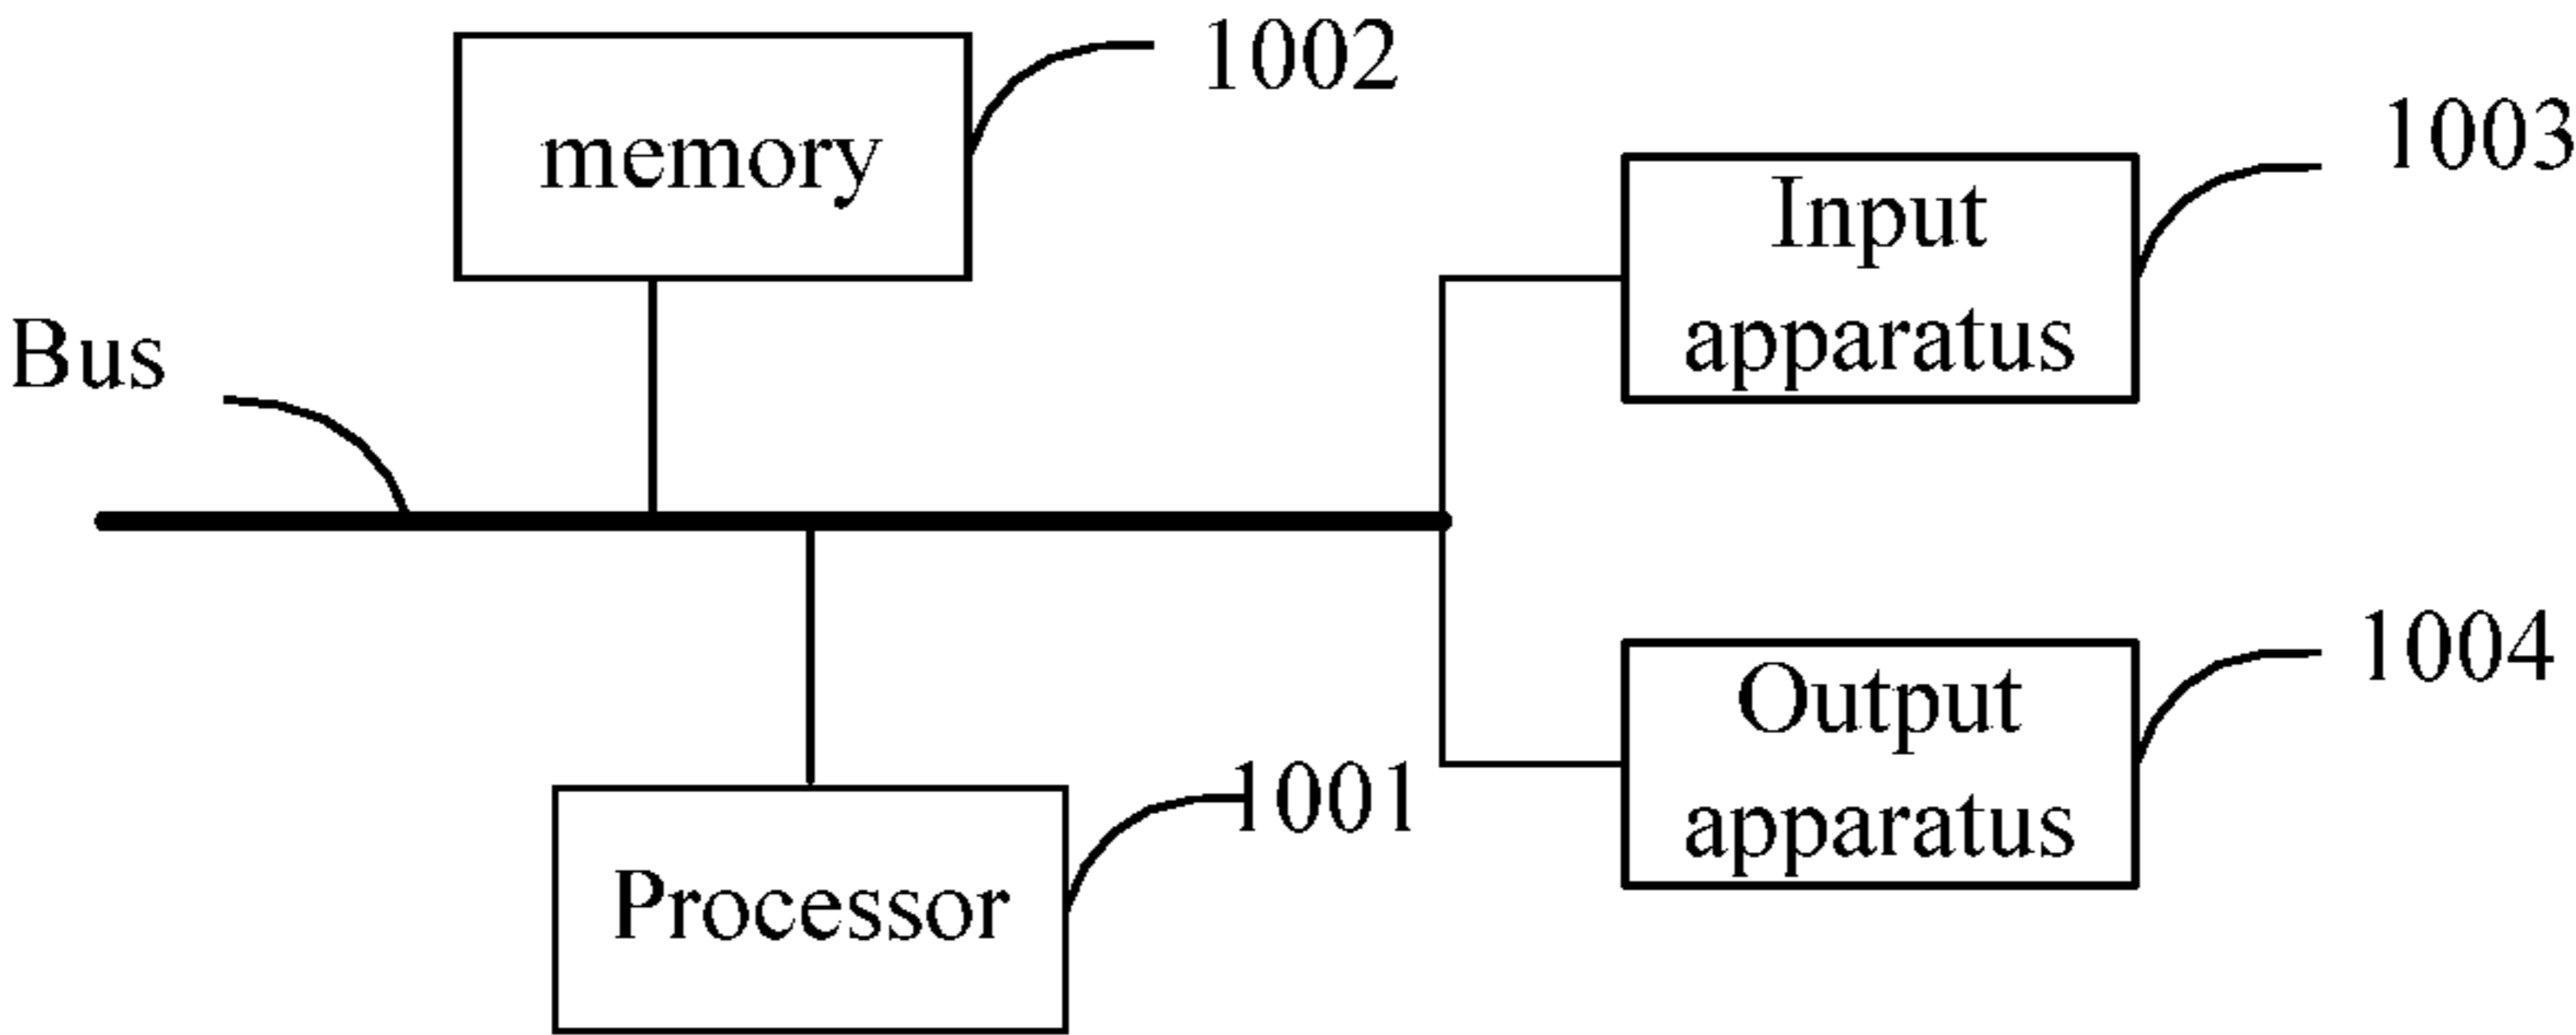 1002
memory
1003
Input
apparatus
Bus
1004
Output
apparatus
1001
Processor